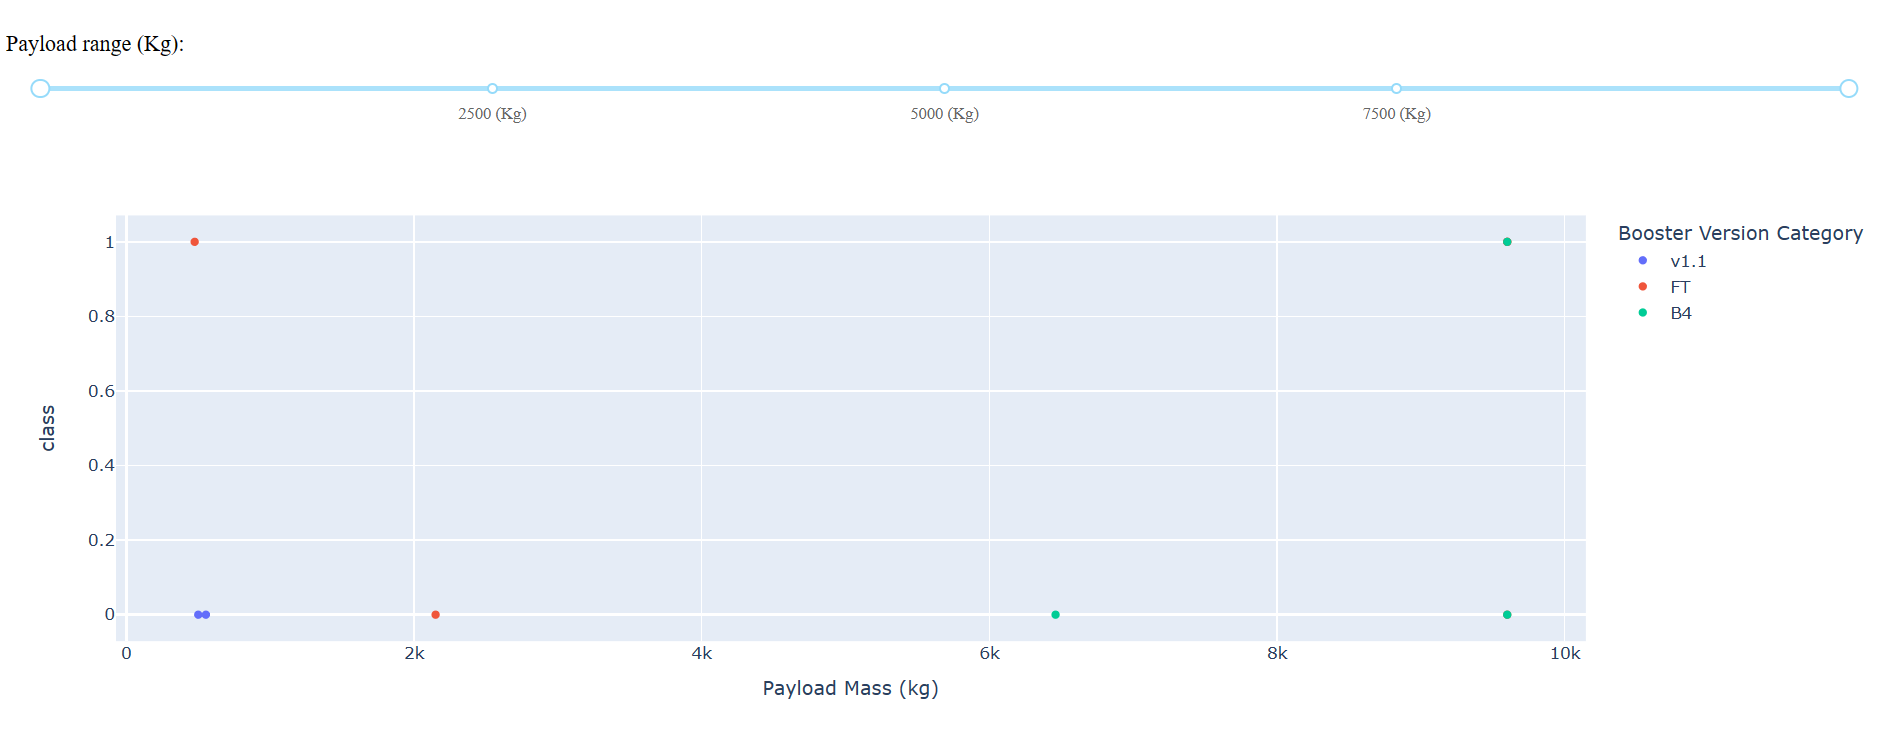 Payload range (Kg):
2500 (Kg) 5000 (Kg) 7500 (Kg)
Booster Version Category
v1.1
FT
B4
1
0.8
0.6
0.4
0.2
0
class
0 2k 4k 6k 8k 10k
Payload Mass (kg)